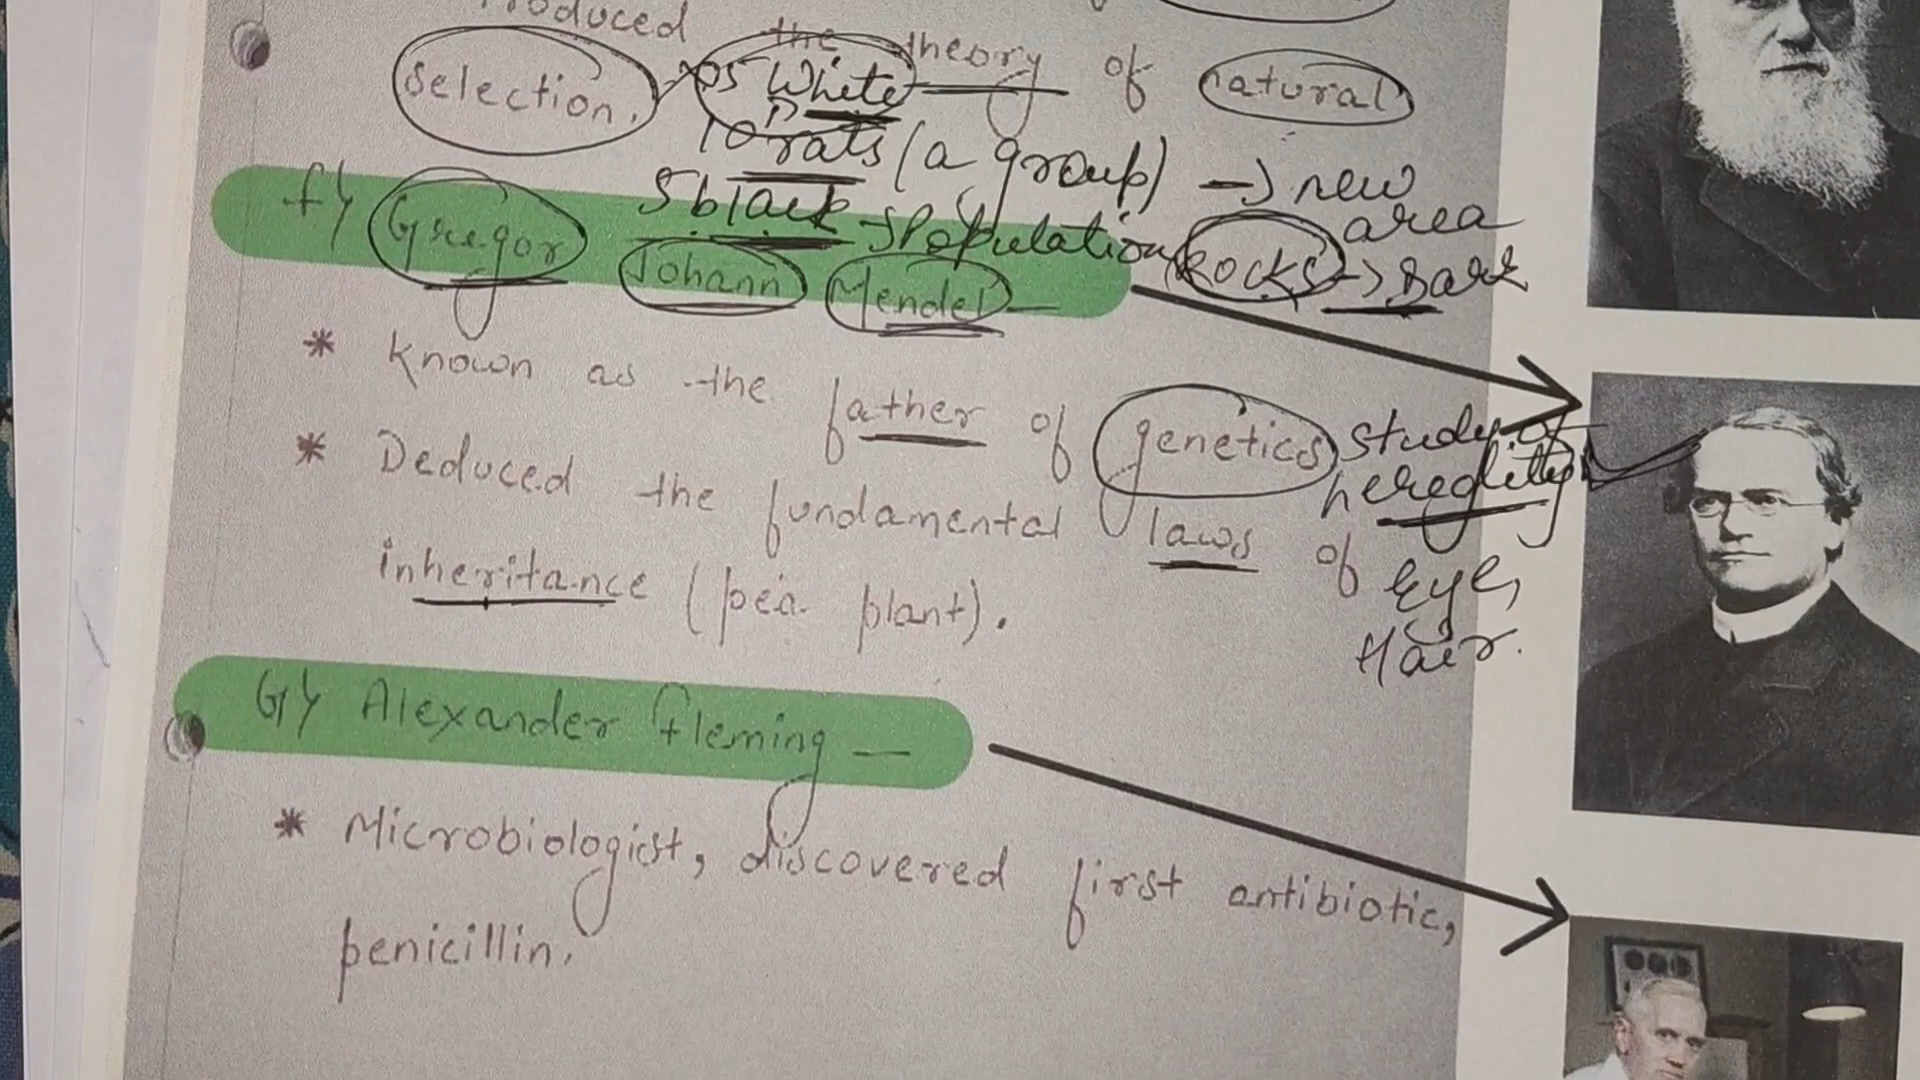 the theory of natural
selection. 5 White
10 rats (a group) → new
area
5 black → Population Rocks → Dark
f) Gregor Johann Mendel —
* Known as the father of genetics study of
heredity
* Deduced the fundamental laws of Eye,
inheritance (pea plant). Hair.
G) Alexander Fleming —
* Microbiologist, discovered first antibiotic,
penicillin.